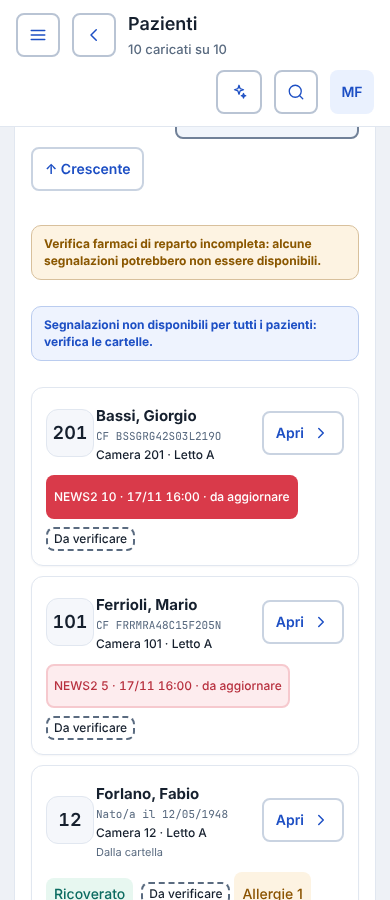 Pazienti
10 caricati su 10
MF
↑ Crescente
Verifica farmaci di reparto incompleta: alcune
segnalazioni potrebbero non essere disponibili.
Segnalazioni non disponibili per tutti i pazienti:
verifica le cartelle.
201
Bassi, Giorgio
CF BSSGRG42S03L219O
Camera 201 · Letto A
Apri
NEWS2 10 · 17/11 16:00 · da aggiornare
Da verificare
101
Ferrioli, Mario
CF FRRMRA48C15F205N
Camera 101 · Letto A
Apri
NEWS2 5 · 17/11 16:00 · da aggiornare
Da verificare
12
Forlano, Fabio
Nato/a il 12/05/1948
Camera 12 · Letto A
Dalla cartella
Apri
Ricoverato
Da verificare
Allergie 1